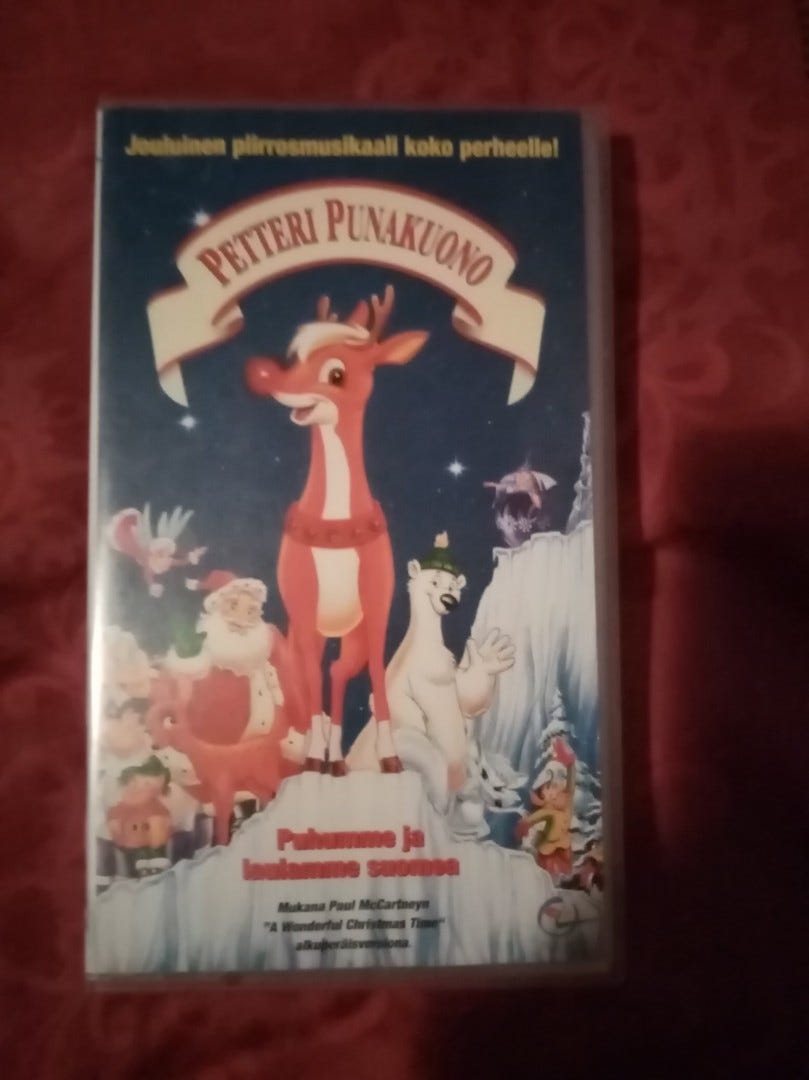 Jouluinen piirrosmusikaali koko perheelle!
PETTERI PUNAKUONO
Puhumme ja
laulamme suomea
Mukana Paul McCartneyn
"A Wonderful Christmas Time"
alkuperäisversiona.